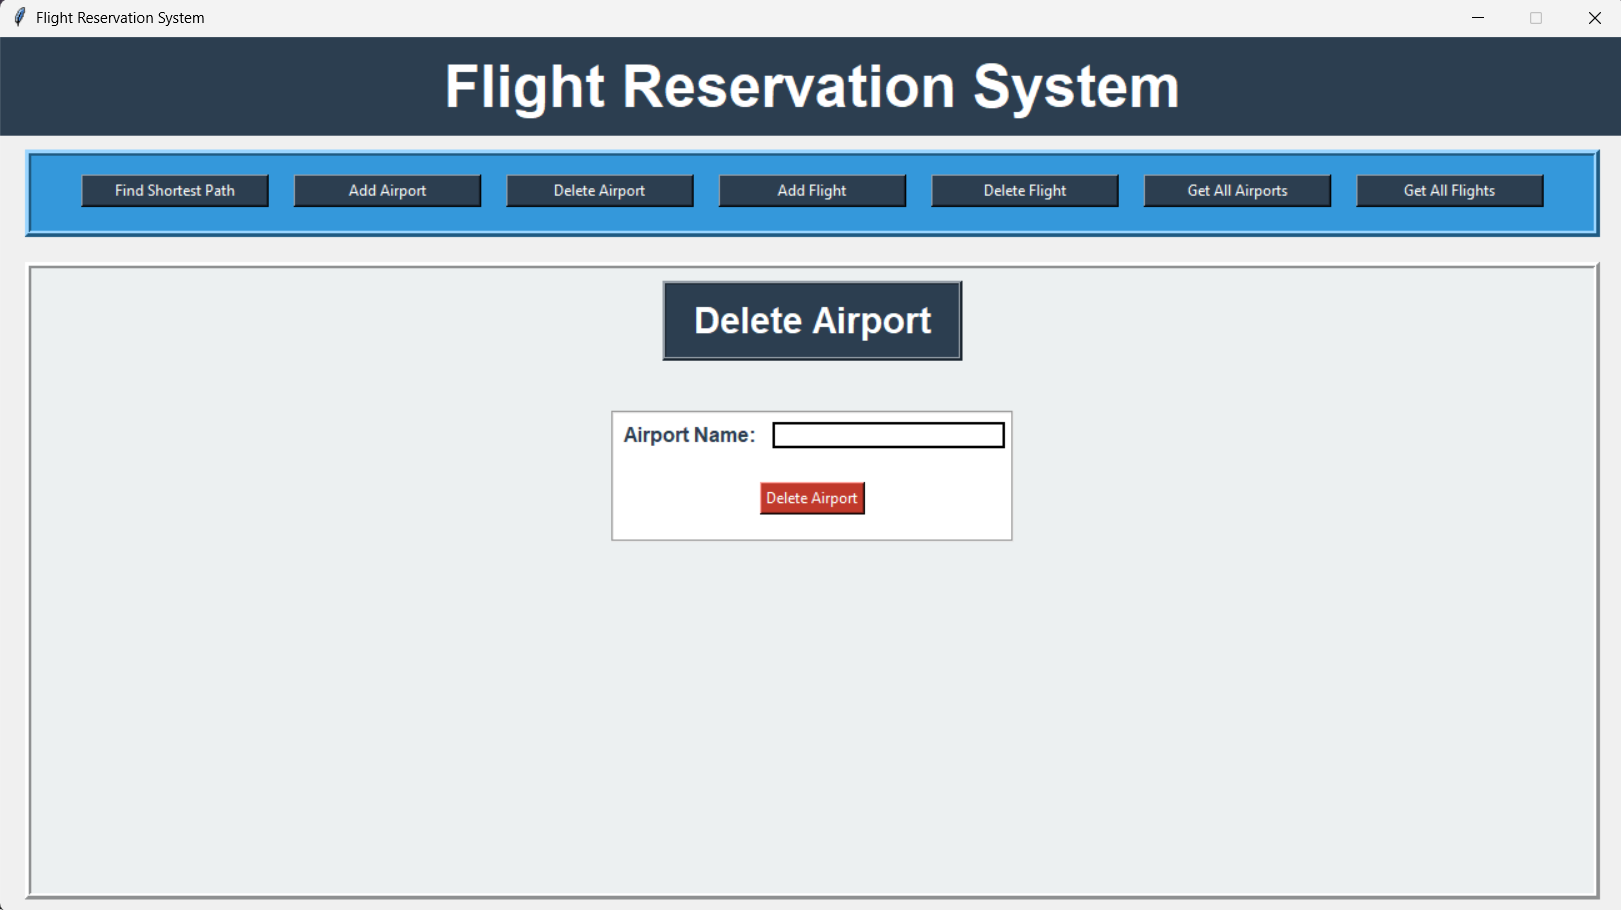 Flight Reservation System
Flight Reservation System
Find Shortest Path Add Airport Delete Airport Add Flight Delete Flight Get All Airports Get All Flights
Delete Airport
Airport Name:
Delete Airport